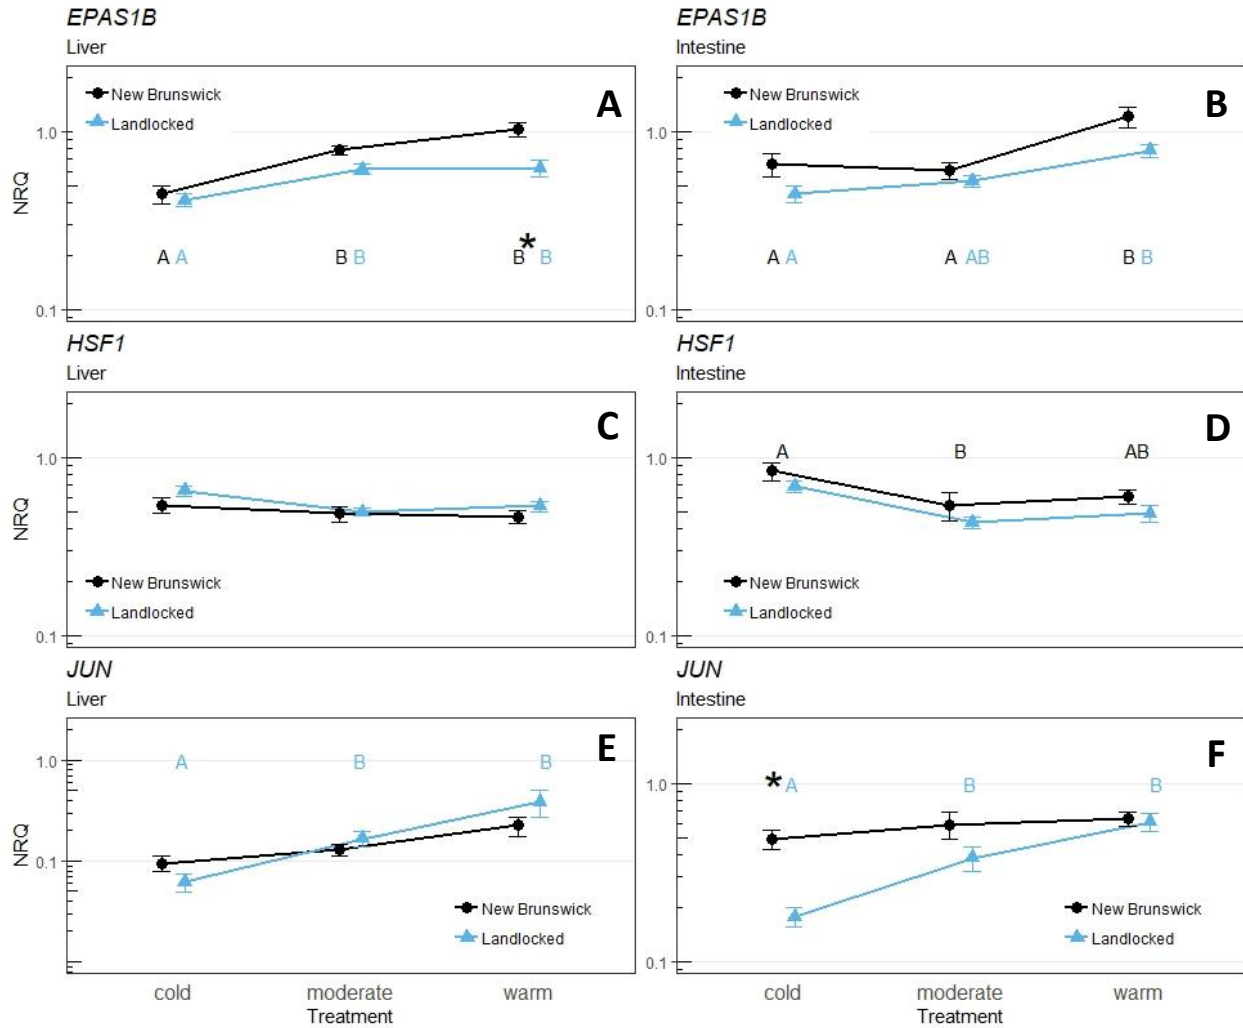 EPAS1B
Liver
NRQ
1.0
0.1
New Brunswick
Landlocked
A
A A
B B
* B B
EPAS1B
Intestine
1.0
0.1
New Brunswick
Landlocked
B
A A
A AB
B B
HSF1
Liver
NRQ
1.0
0.1
C
New Brunswick
Landlocked
HSF1
Intestine
1.0
0.1
A
B
AB
D
New Brunswick
Landlocked
JUN
Liver
NRQ
1.0
0.1
A
B
B
E
New Brunswick
Landlocked
cold
moderate
warm
Treatment
JUN
Intestine
1.0
0.1
* A
B
B
F
New Brunswick
Landlocked
cold
moderate
warm
Treatment